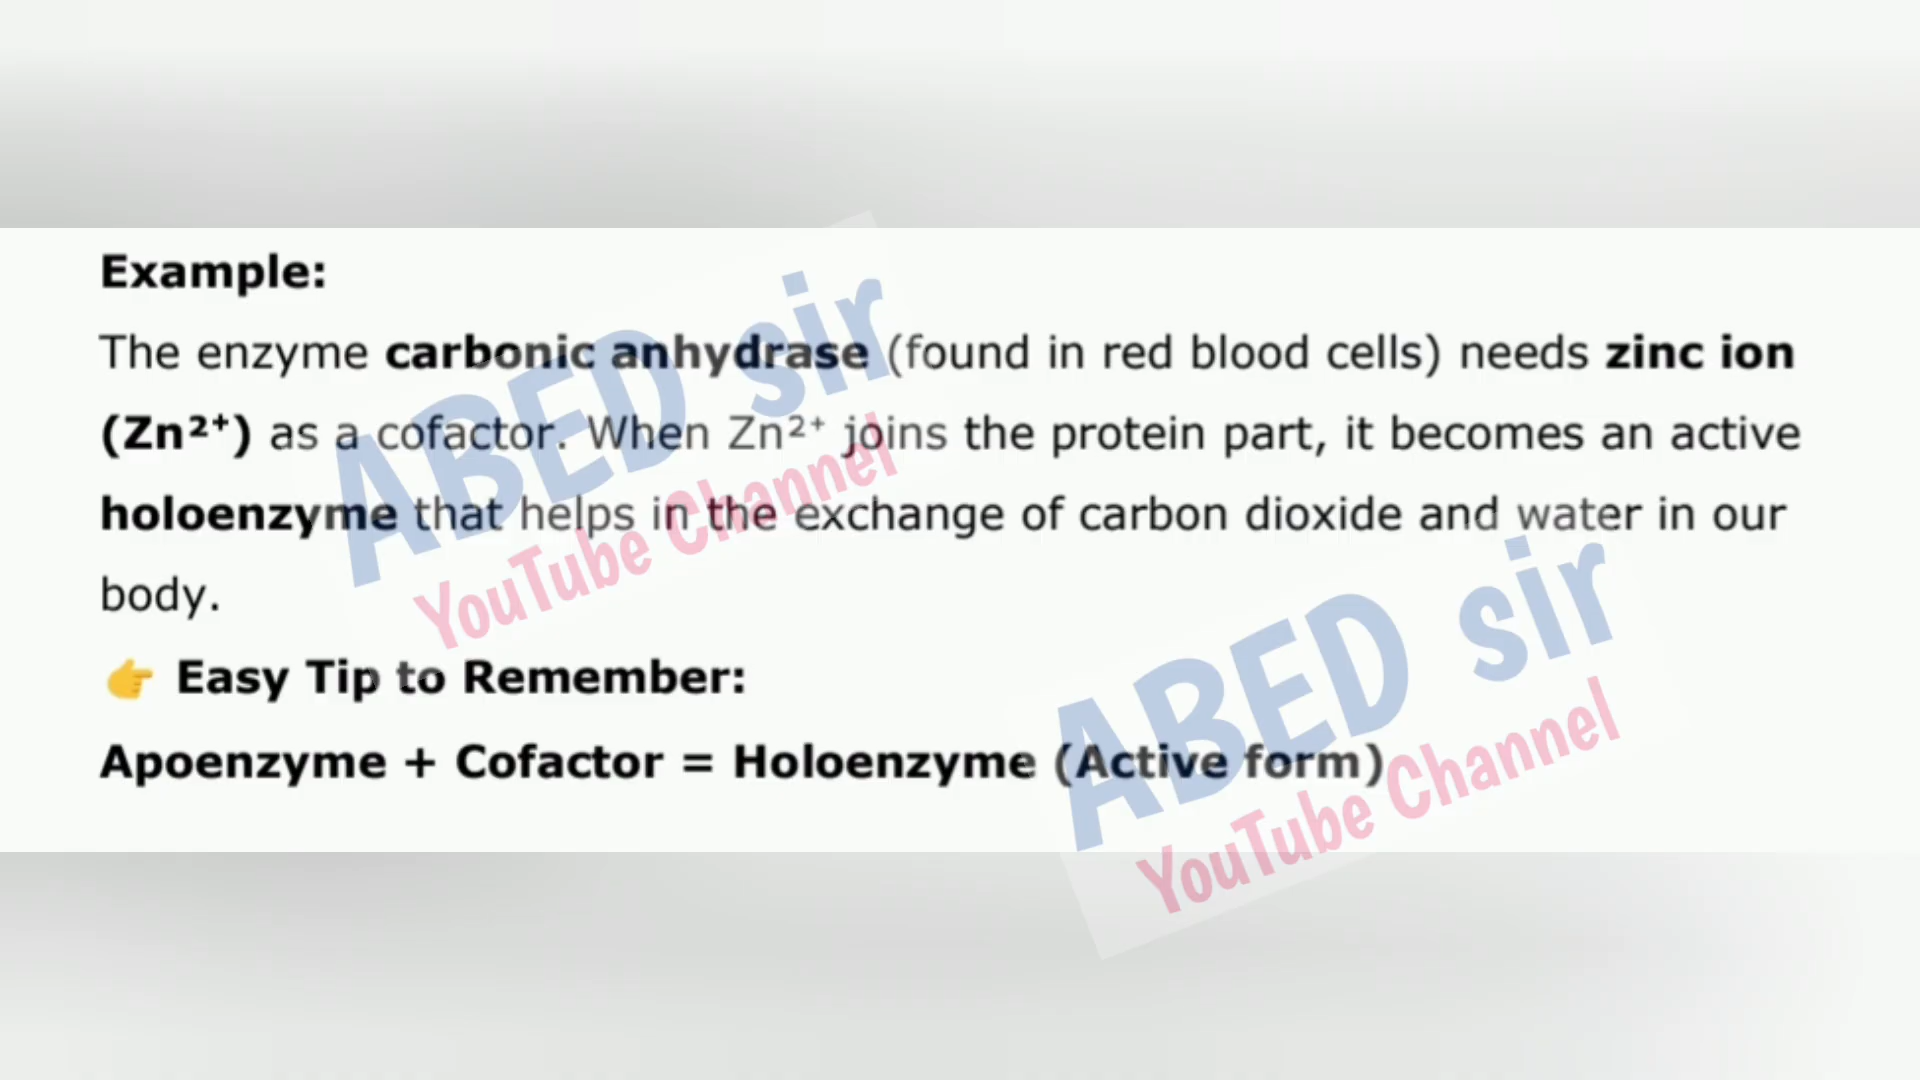 Example:
The enzyme carbonic anhydrase (found in red blood cells) needs zinc ion
(Zn²⁺) as a cofactor. When Zn²⁺ joins the protein part, it becomes an active
holoenzyme that helps in the exchange of carbon dioxide and water in our
body.
👉 Easy Tip to Remember:
Apoenzyme + Cofactor = Holoenzyme (Active form)
ABED sir
YouTube Channel
ABED sir
YouTube Channel